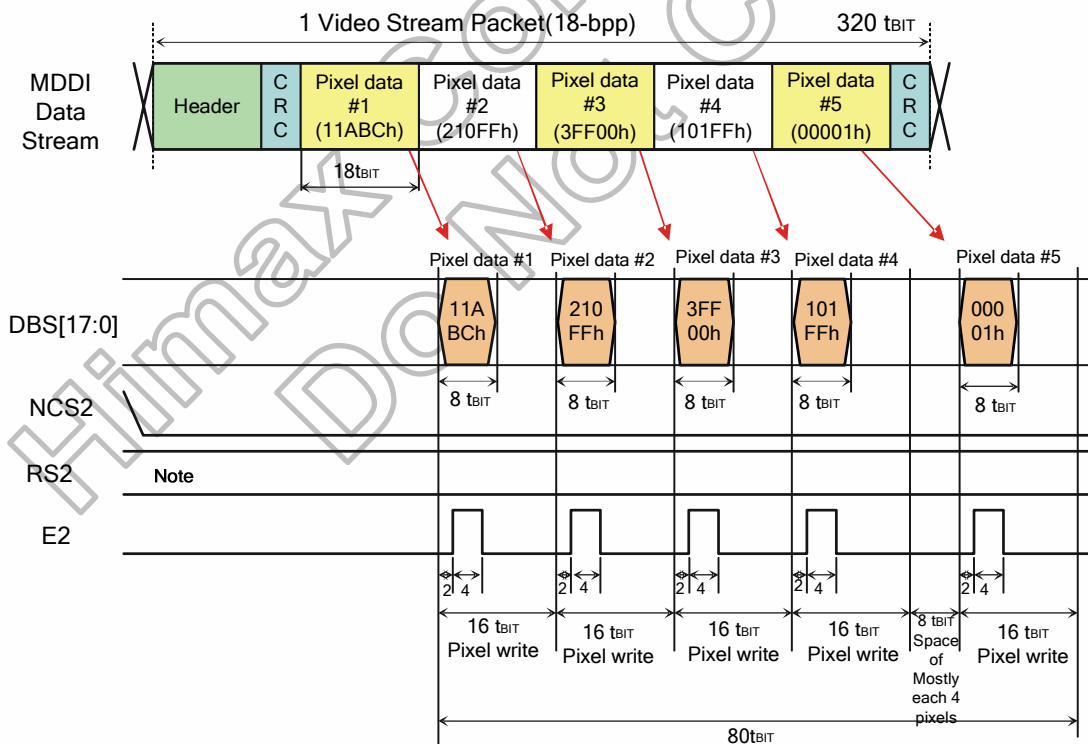 1 Video Stream Packet(18-bpp)
320 tBIT
MDDI
Data
Stream
Header
C
R
C
Pixel data
#1
(11ABCh)
Pixel data
#2
(210FFh)
Pixel data
#3
(3FF00h)
Pixel data
#4
(101FFh)
Pixel data
#5
(00001h)
C
R
C
18tBIT
Pixel data #1
Pixel data #2
Pixel data #3
Pixel data #4
Pixel data #5
DBS[17:0]
11A
BCh
210
FFh
3FF
00h
101
FFh
000
01h
8 tBIT
8 tBIT
8 tBIT
8 tBIT
8 tBIT
NCS2
RS2
Note
E2
2
4
2
4
2
4
2
4
2
4
16 tBIT
Pixel write
16 tBIT
Pixel write
16 tBIT
Pixel write
16 tBIT
Pixel write
8 tBIT
Space
of
Mostly
each 4
pixels
16 tBIT
Pixel write
80tBIT
Himax Co
Do Not C